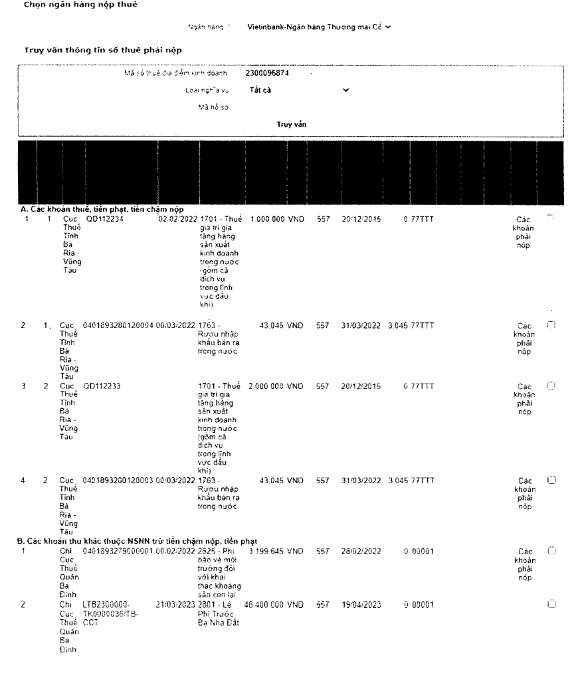 Chọn ngân hàng nộp thuế
Ngân hàng * Vietinbank-Ngân hàng Thương mại Cổ
Truy vấn thông tin số thuế phải nộp
Mã số thuế địa điểm kinh doanh 2300096874 -
Loại nghĩa vụ Tất cả
Mã hồ sơ
Truy vấn
A. Các khoản thuế, tiền phạt, tiền chậm nộp
1 1 Cục QD112234 02/02/2022 1701 - Thuế 1.000.000 VND 557 20/12/2015 0 77TTT Các
Thuế giá trị gia khoản
Tỉnh tăng hàng phải
Bà sản xuất nộp
Rịa - kinh doanh
Vũng trong nước
Tàu (gồm cả
dịch vụ
trong lĩnh
vực dầu
khí)
2 1 Cục 0401893280120004 00/03/2022 1763 - 43,045 VND 557 31/03/2022 3.045 77TTT Các
Thuế Rượu nhập khoản
Tỉnh khẩu bán ra phải
Bà trong nước nộp
Rịa -
Vũng
Tàu
3 2 Cục QD112233 1701 - Thuế 2,000,000 VND 557 20/12/2015 0 77TTT Các
Thuế giá trị gia khoản
Tỉnh tăng hàng phải
Bà sản xuất nộp
Rịa - kinh doanh
Vũng trong nước
Tàu (gồm cả
dịch vụ
trong lĩnh
vực dầu
khí)
4 2 Cục 0401893280120003 00/03/2022 1763 - 43,045 VND 557 31/03/2022 3.045 77TTT Các
Thuế Rượu nhập khoản
Tỉnh khẩu bán ra phải
Bà trong nước nộp
Rịa -
Vũng
Tàu
B. Các khoản thu khác thuộc NSNN trừ tiền chậm nộp, tiền phạt
1 Chi 0401893279000001 00/02/2022 2625 - Phí 3.199.645 VND 557 28/02/2022 0 00001 Các
Cục bảo vệ môi khoản
Thuế trường đối phải
Quận với khai nộp
Ba thác khoáng
Đình sản còn lại
2 Chi LTB2300000- 21/03/2023 2801 - Lệ 46.400.000 VND 557 19/04/2023 0 00001
Cục TK0000036/TB- Phí Trước
Thuế CCT Bạ Nhà Đất
Quận
Ba
Đình